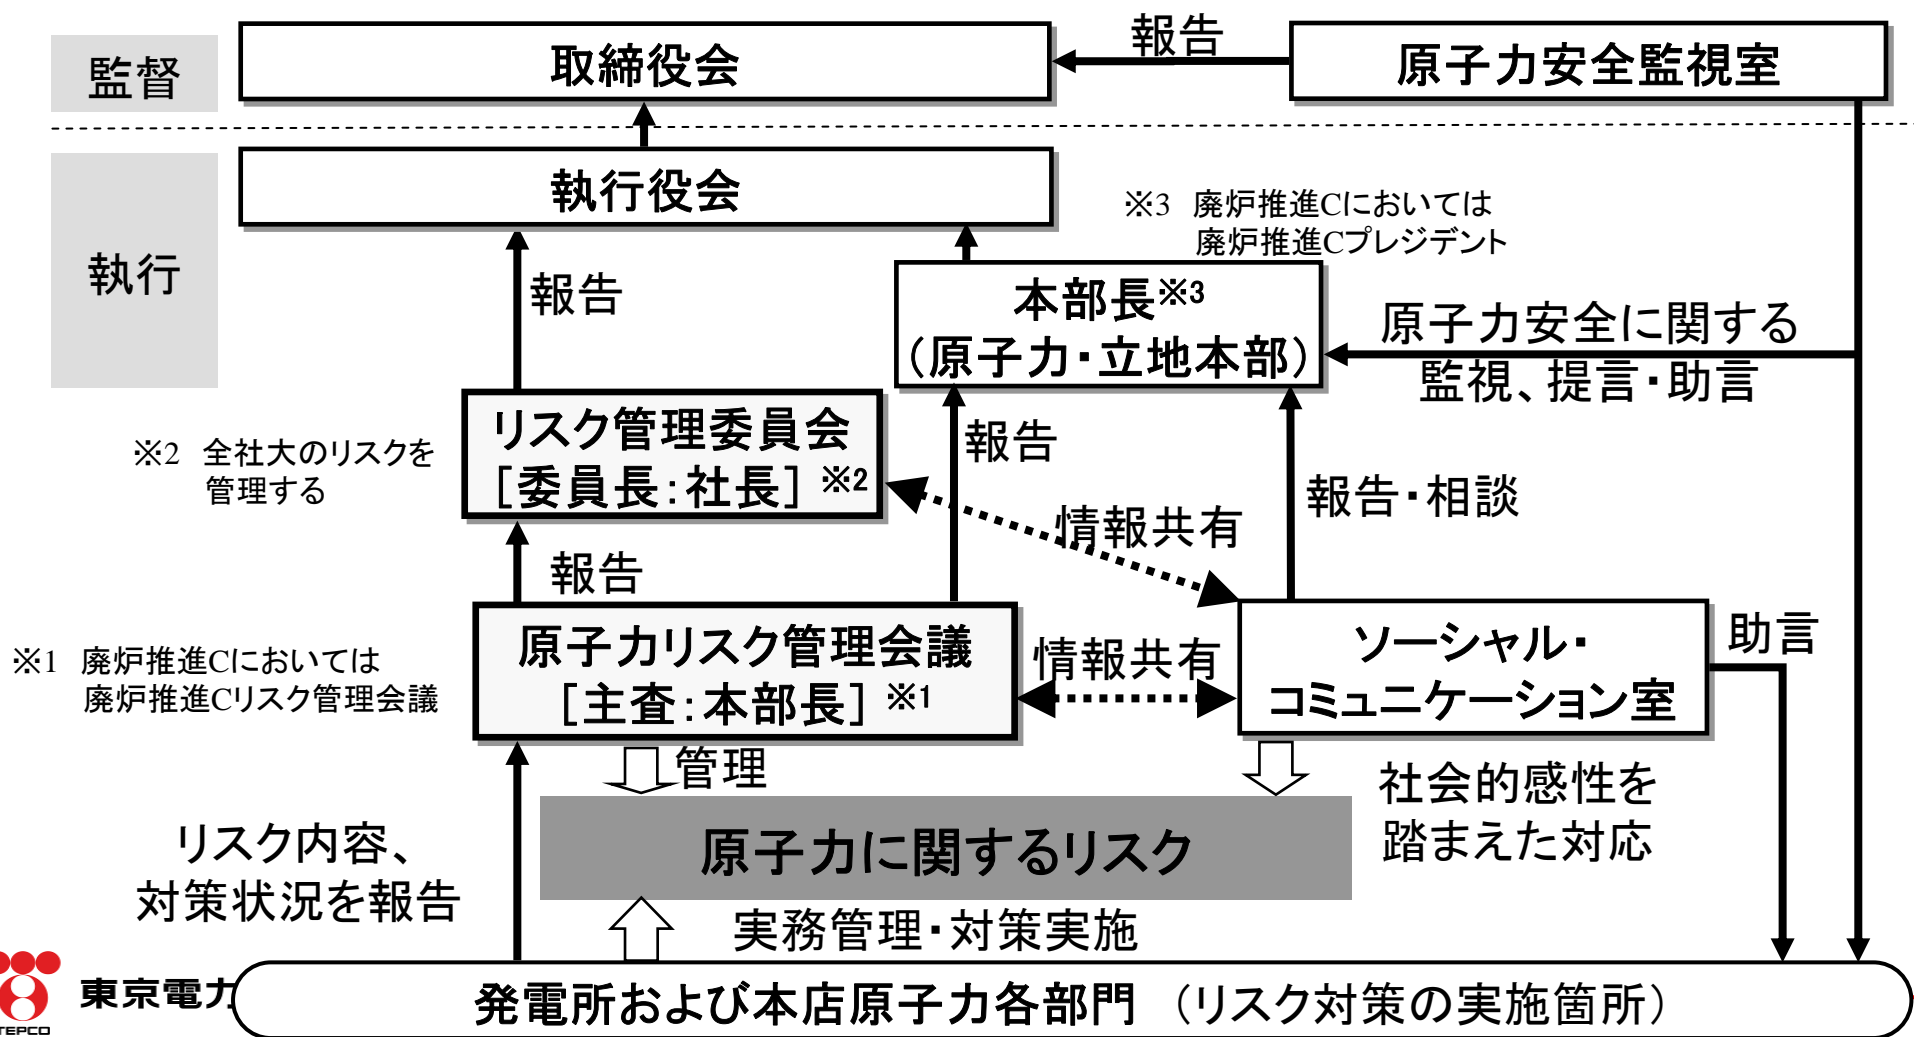 監督
取締役会
報告
原子力安全監視室
執行
執行役会
※3 廃炉推進Cにおいては
廃炉推進Cプレジデント
報告
本部長※3
（原子力・立地本部）
原子力安全に関する
監視、提言・助言
リスク管理委員会
[委員長：社長] ※2
※2 全社大のリスクを
管理する
報告
報告・相談
情報共有
報告
原子力リスク管理会議
[主査：本部長] ※1
※1 廃炉推進Cにおいては
廃炉推進Cリスク管理会議
情報共有
ソーシャル・
コミュニケーション室
助言
管理
社会的感性を
踏まえた対応
原子力に関するリスク
リスク内容、
対策状況を報告
実務管理・対策実施
東京電力
TEPCO
発電所および本店原子力各部門 （リスク対策の実施箇所）